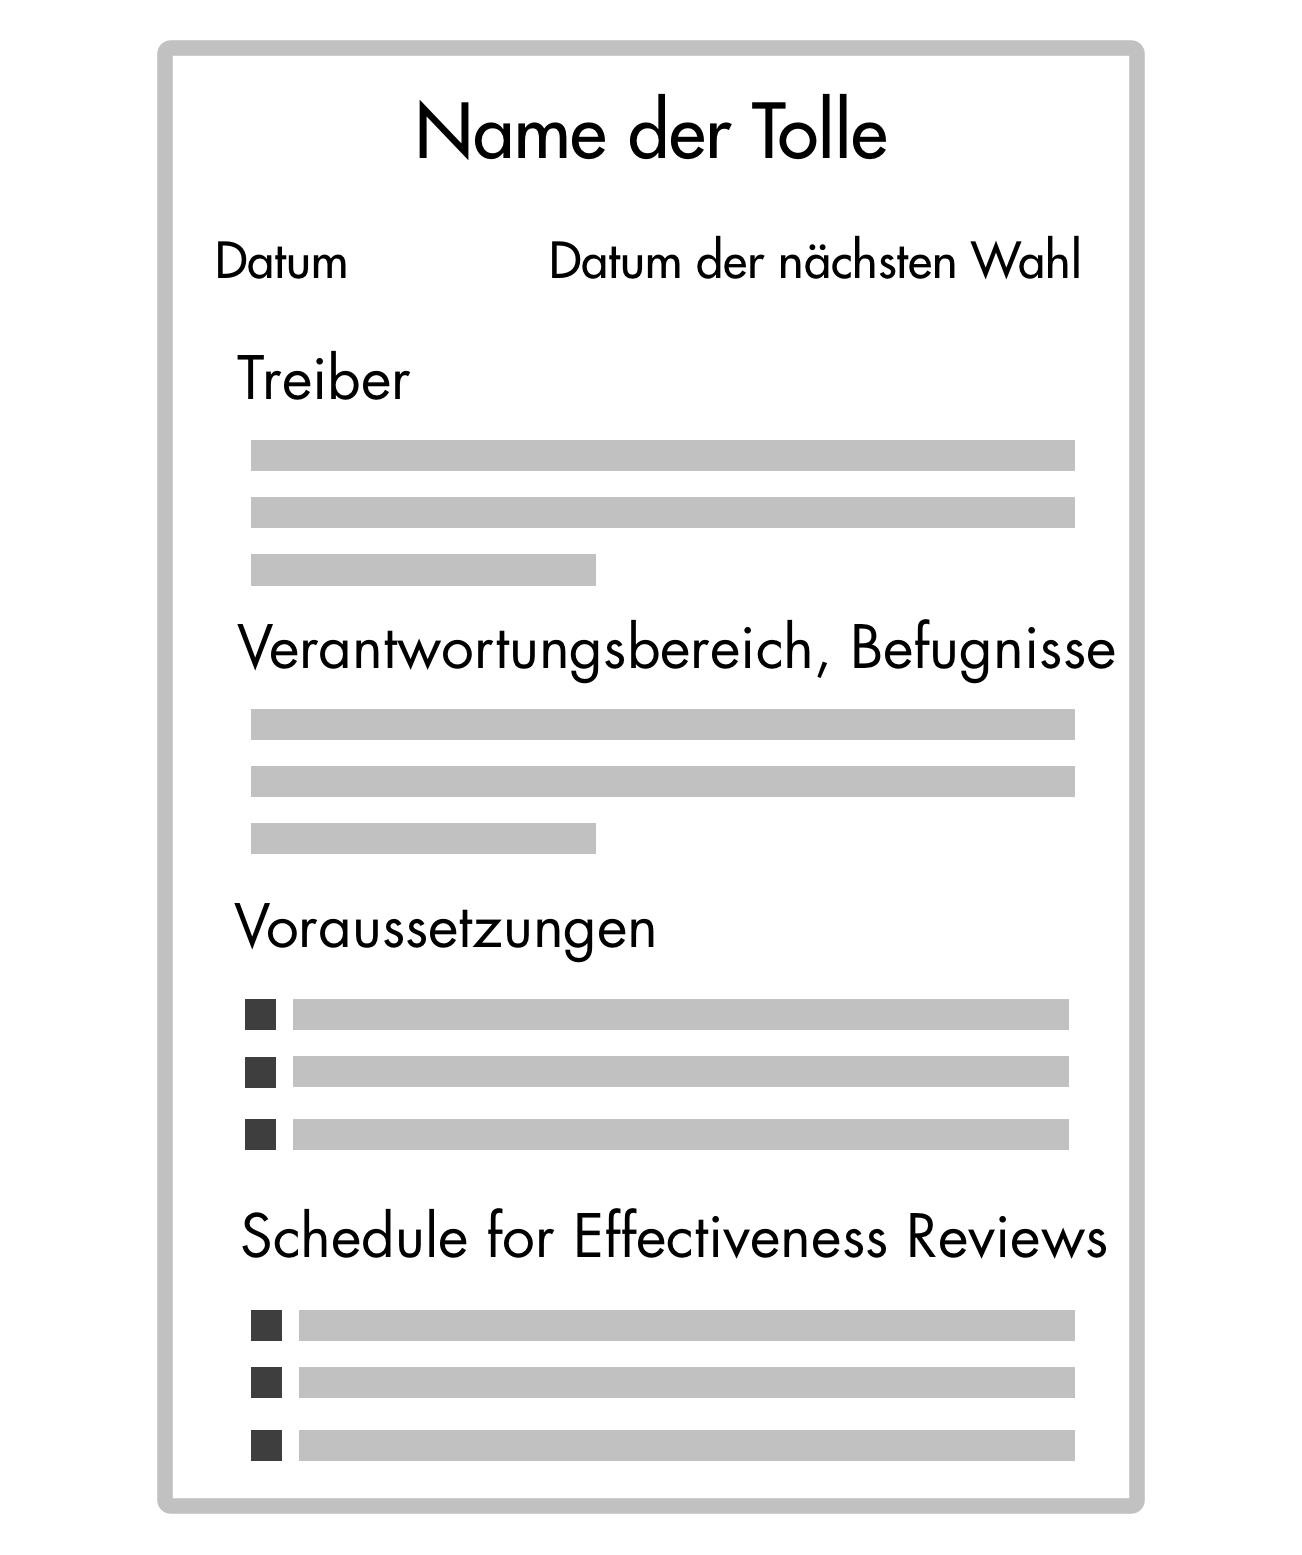 Name der Tolle
Datum Datum der nächsten Wahl
Treiber
Verantwortungsbereich, Befugnisse
Voraussetzungen
Schedule for Effectiveness Reviews